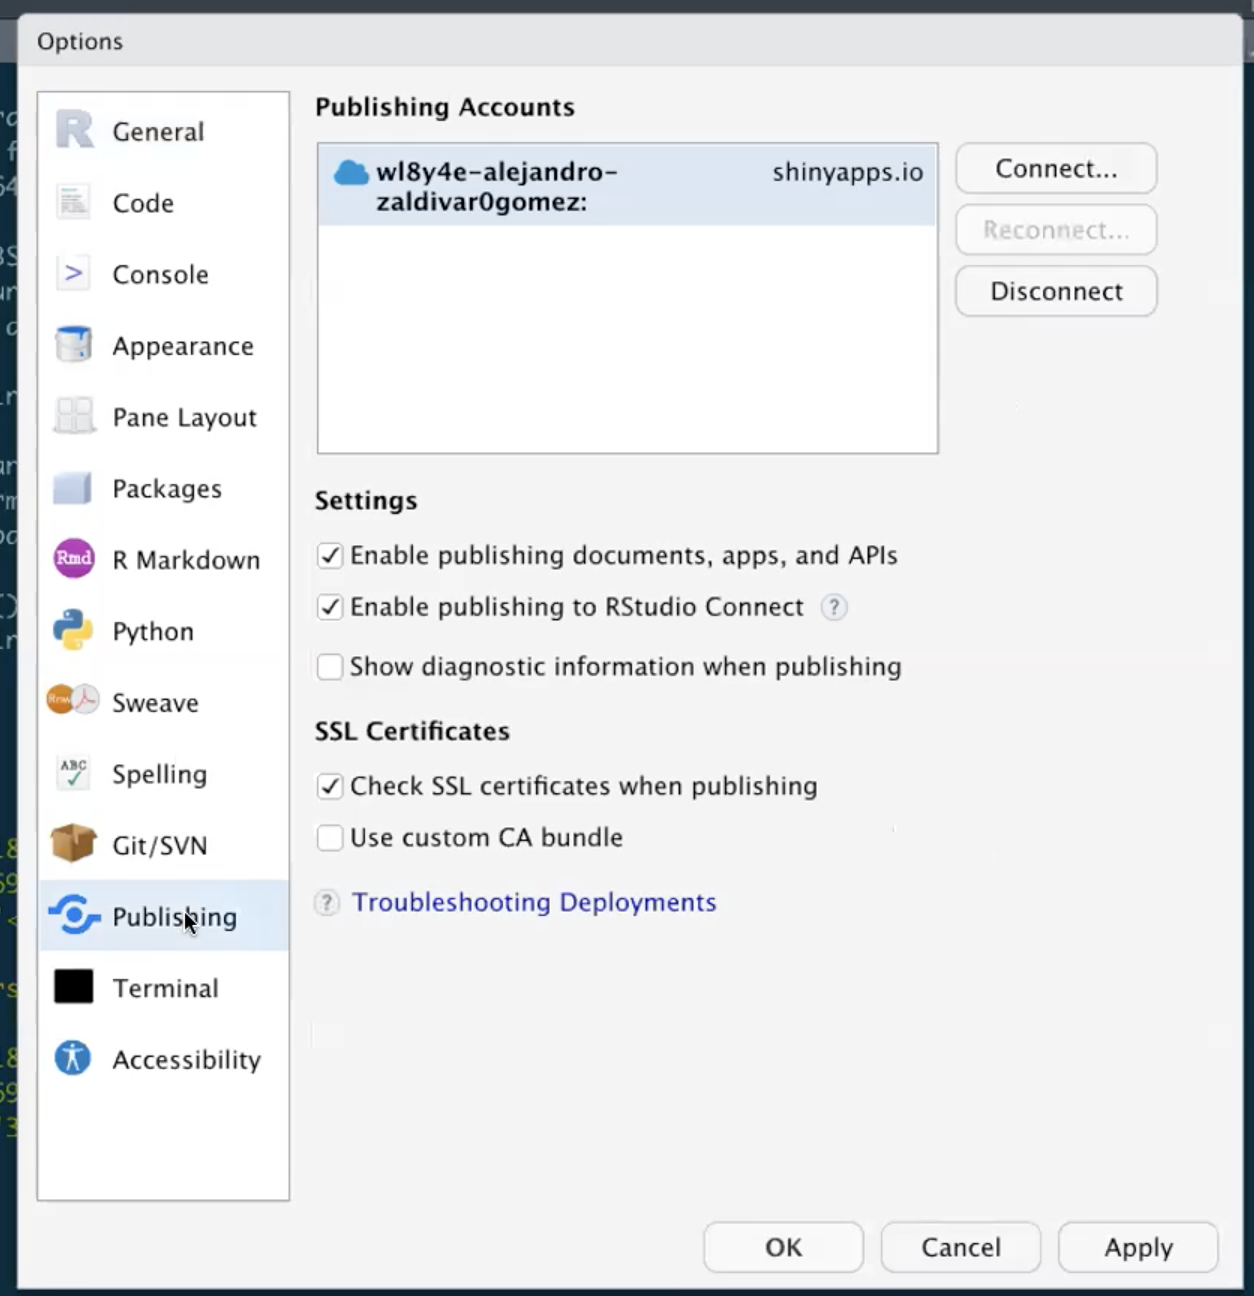 Options
General
Code
Console
Appearance
Pane Layout
Packages
Rmd R Markdown
Python
Rnw Sweave
ABC Spelling
Git/SVN
Publishing
Terminal
Accessibility
Publishing Accounts
wl8y4e-alejandro- shinyapps.io
zaldivar0gomez:
Connect...
Reconnect...
Disconnect
Settings
Enable publishing documents, apps, and APIs
Enable publishing to RStudio Connect ?
Show diagnostic information when publishing
SSL Certificates
Check SSL certificates when publishing
Use custom CA bundle
? Troubleshooting Deployments
OK Cancel Apply